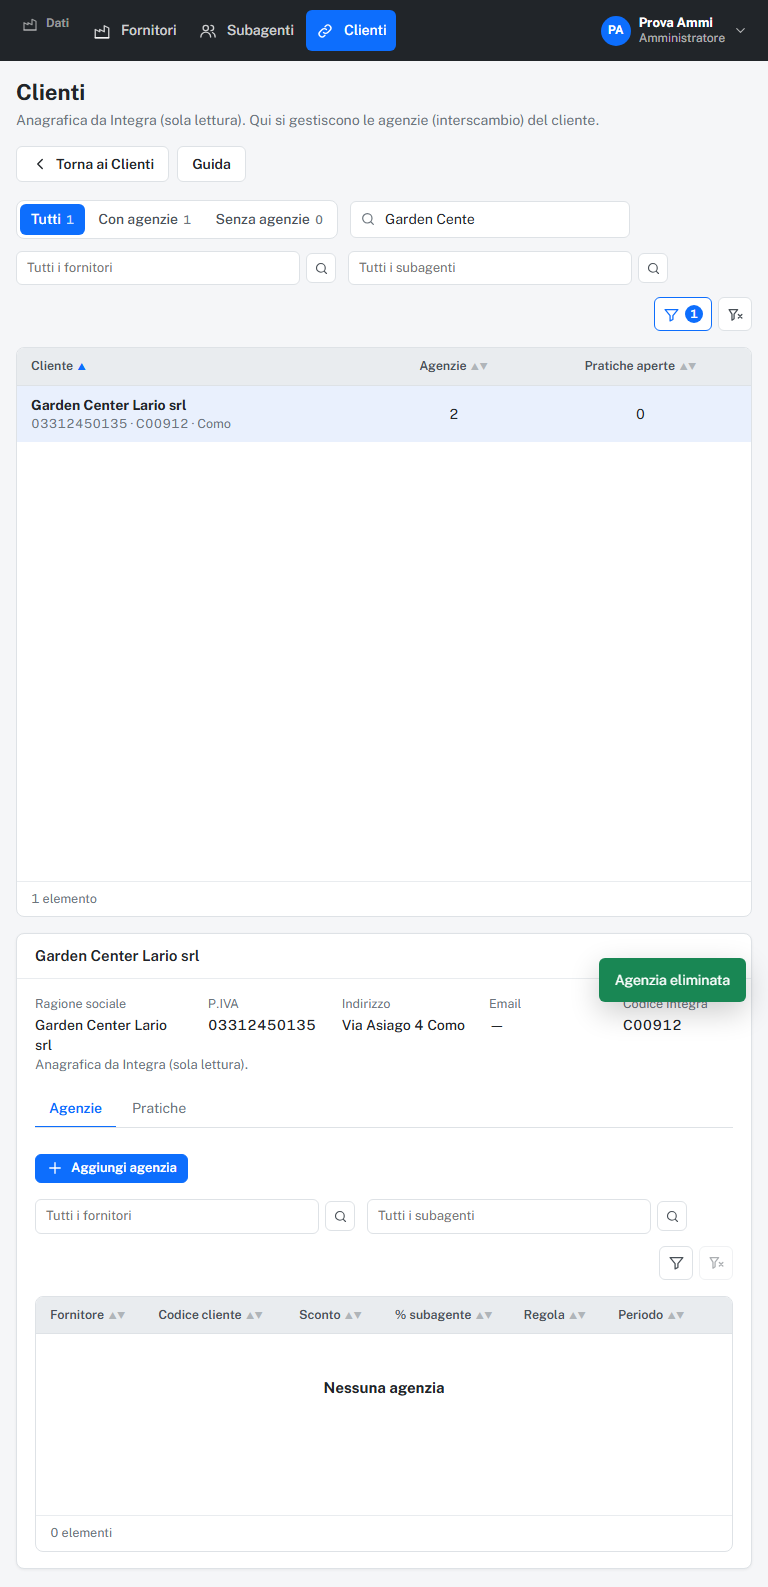 Dati
Fornitori
Subagenti
Clienti
PA
Prova Ammi
Amministratore
Clienti
Anagrafica da Integra (sola lettura). Qui si gestiscono le agenzie (interscambio) del cliente.
Torna ai Clienti
Guida
Tutti 1
Con agenzie 1
Senza agenzie 0
Garden Cente
Tutti i fornitori
Tutti i subagenti
1
Cliente
Agenzie
Pratiche aperte
Garden Center Lario srl
2
0
03312450135 · C00912 · Como
1 elemento
Garden Center Lario srl
Agenzia eliminata
Ragione sociale
P.IVA
Indirizzo
Email
Codice Integra
Garden Center Lario
srl
03312450135
Via Asiago 4 Como
—
C00912
Anagrafica da Integra (sola lettura).
Agenzie
Pratiche
Aggiungi agenzia
Tutti i fornitori
Tutti i subagenti
Fornitore
Codice cliente
Sconto
% subagente
Regola
Periodo
Nessuna agenzia
0 elementi